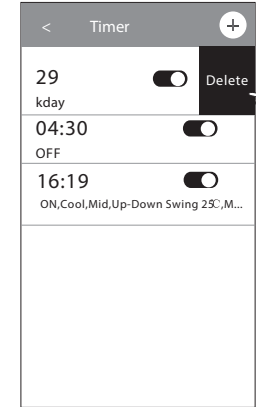 < Timer +
29 Delete
kday
04:30
OFF
16:19
ON,Cool,Mid,Up-Down Swing 25℃,M...